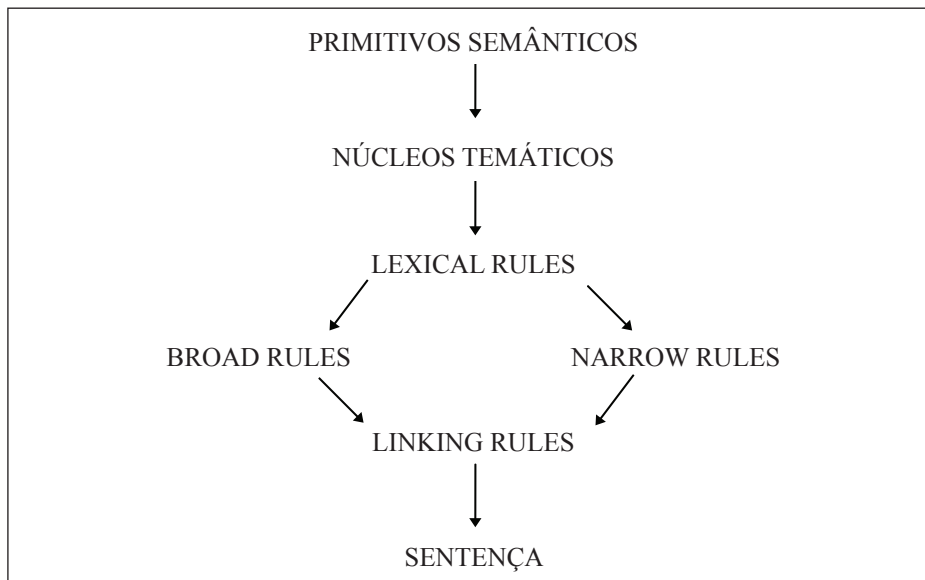 PRIMITIVOS SEMÂNTICOS
NÚCLEOS TEMÁTICOS
LEXICAL RULES
BROAD RULES NARROW RULES
LINKING RULES
SENTENÇA